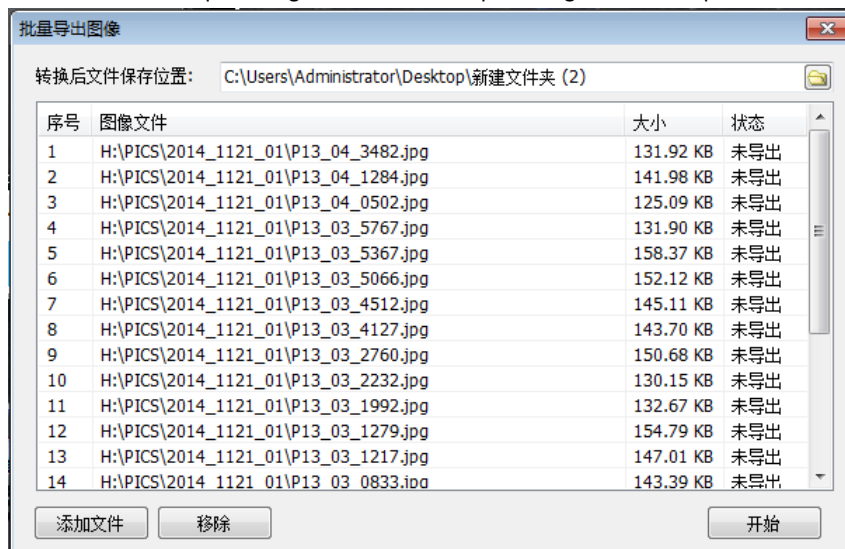 批量导出图像
转换后文件保存位置: C:\Users\Administrator\Desktop\新建文件夹 (2)
序号 图像文件 大小 状态
1 H:\PICS\2014_1121_01\P13_04_3482.jpg 131.92 KB 未导出
2 H:\PICS\2014_1121_01\P13_04_1284.jpg 141.98 KB 未导出
3 H:\PICS\2014_1121_01\P13_04_0502.jpg 125.09 KB 未导出
4 H:\PICS\2014_1121_01\P13_03_5767.jpg 131.90 KB 未导出
5 H:\PICS\2014_1121_01\P13_03_5367.jpg 158.37 KB 未导出
6 H:\PICS\2014_1121_01\P13_03_5066.jpg 152.12 KB 未导出
7 H:\PICS\2014_1121_01\P13_03_4512.jpg 145.11 KB 未导出
8 H:\PICS\2014_1121_01\P13_03_4127.jpg 143.70 KB 未导出
9 H:\PICS\2014_1121_01\P13_03_2760.jpg 150.68 KB 未导出
10 H:\PICS\2014_1121_01\P13_03_2232.jpg 130.15 KB 未导出
11 H:\PICS\2014_1121_01\P13_03_1992.jpg 132.67 KB 未导出
12 H:\PICS\2014_1121_01\P13_03_1279.jpg 154.79 KB 未导出
13 H:\PICS\2014_1121_01\P13_03_1217.jpg 147.01 KB 未导出
14 H:\PICS\2014_1121_01\P13_03_0833.jpg 143.39 KB 未导出
添加文件 移除 开始